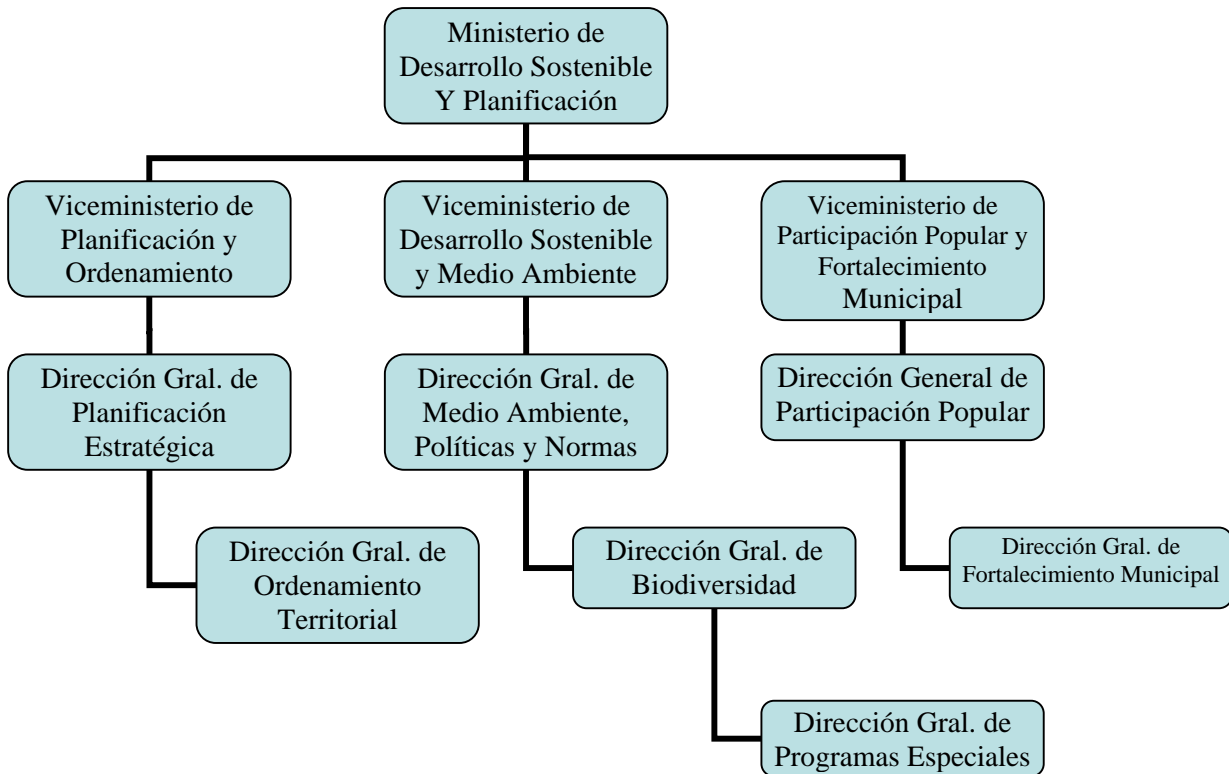 Ministerio de
Desarrollo Sostenible
Y Planificación
Viceministerio de
Planificación y
Ordenamiento
Viceministerio de
Desarrollo Sostenible
y Medio Ambiente
Viceministerio de
Participación Popular y
Fortalecimiento
Municipal
Dirección Gral. de
Planificación
Estratégica
Dirección Gral. de
Medio Ambiente,
Políticas y Normas
Dirección General de
Participación Popular
Dirección Gral. de
Ordenamiento
Territorial
Dirección Gral. de
Biodiversidad
Dirección Gral. de
Fortalecimiento Municipal
Dirección Gral. de
Programas Especiales